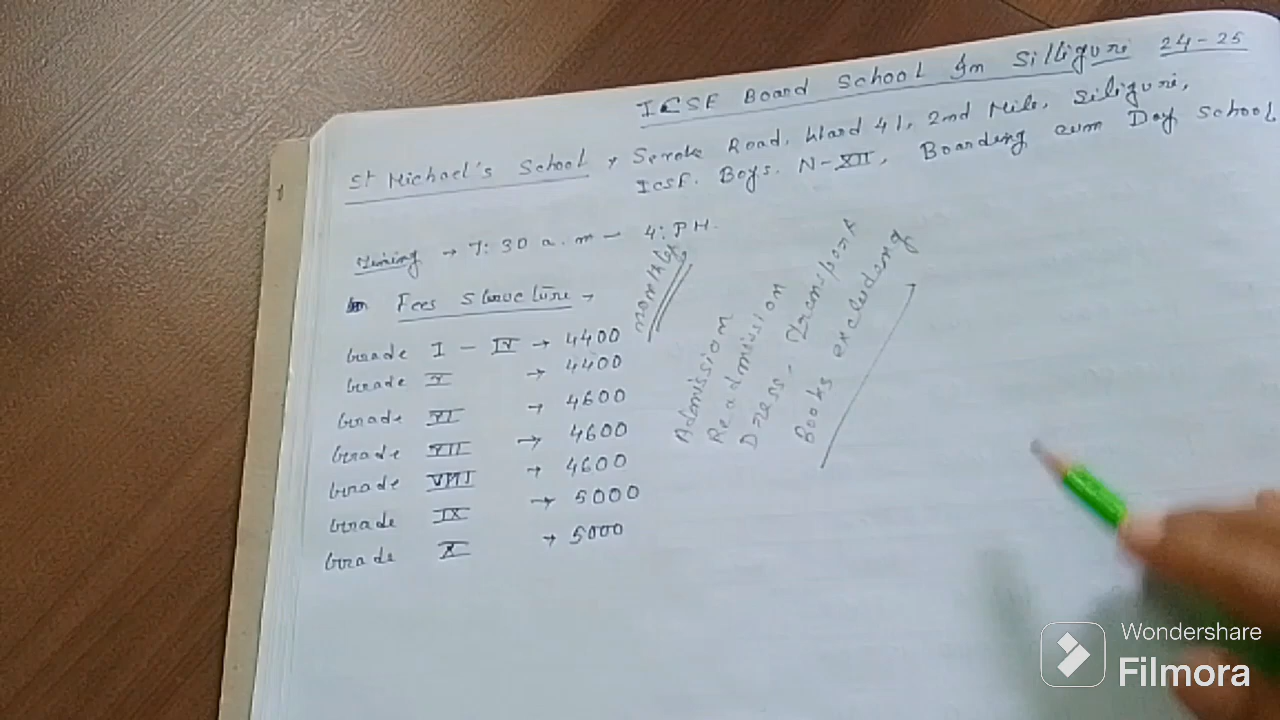 ICSE Board School In Silliguri 24-25
St Michael's School → Sevoke Road, Ward 41, 2nd Mile, Siliguri,
ICSE. Boys. N-XII, Boarding cum Day School
Timing → 7:30 a.m - 4: PM.
Fees Structure →
monthly
Grade I - IV → 4400
Grade V → 4400
Grade VI → 4600
Grade VII → 4600
Grade VIII → 4600
Grade IX → 5000
Grade X → 5000
Admission
Readmission
Dress. Transport
Books excludeng
Wondershare
Filmora